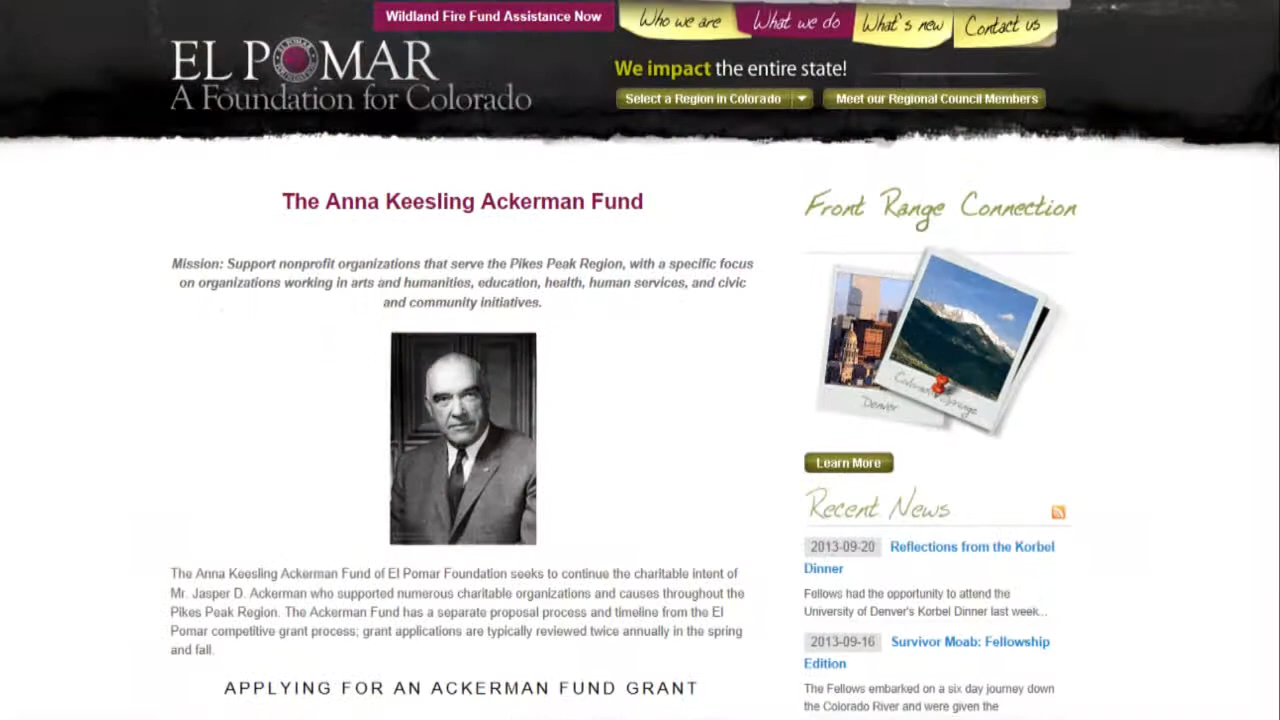 Wildland Fire Fund Assistance Now
Who we are
What we do
What's new
Contact us
EL POMAR
A Foundation for Colorado
We impact the entire state!
Select a Region in Colorado
Meet our Regional Council Members
The Anna Keesling Ackerman Fund
Mission: Support nonprofit organizations that serve the Pikes Peak Region, with a specific focus
on organizations working in arts and humanities, education, health, human services, and civic
and community initiatives.
The Anna Keesling Ackerman Fund of El Pomar Foundation seeks to continue the charitable intent of
Mr. Jasper D. Ackerman who supported numerous charitable organizations and causes throughout the
Pikes Peak Region. The Ackerman Fund has a separate proposal process and timeline from the El
Pomar competitive grant process; grant applications are typically reviewed twice annually in the spring
and fall.
APPLYING FOR AN ACKERMAN FUND GRANT
Front Range Connection
Denver
Colorado Springs
Learn More
Recent News
2013-09-20 Reflections from the Korbel
Dinner
Fellows had the opportunity to attend the
University of Denver's Korbel Dinner last week...
2013-09-16 Survivor Moab: Fellowship
Edition
The Fellows embarked on a six day journey down
the Colorado River and were given the